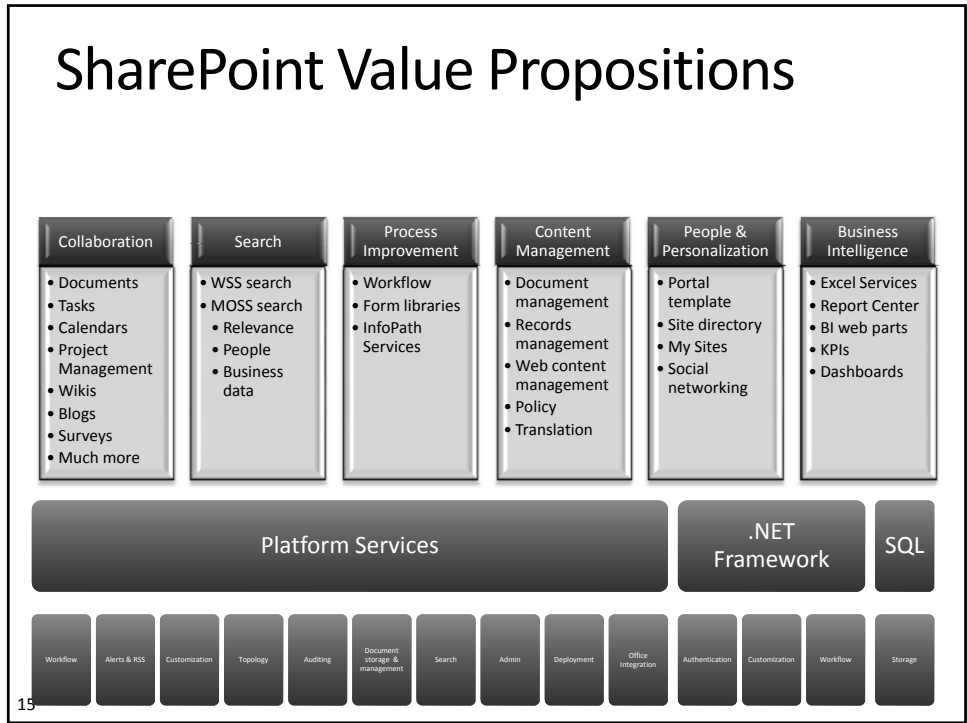 SharePoint Value Propositions
Collaboration
• Documents
• Tasks
• Calendars
• Project
Management
• Wikis
• Blogs
• Surveys
• Much more
Search
• WSS search
• MOSS search
• Relevance
• People
• Business
data
Process
Improvement
• Workflow
• Form libraries
• InfoPath
Services
Content
Management
• Document
management
• Records
management
• Web content
management
• Policy
• Translation
People &
Personalization
• Portal
template
• Site directory
• My Sites
• Social
networking
Business
Intelligence
• Excel Services
• Report Center
• BI web parts
• KPIs
• Dashboards
Platform Services
.NET
Framework
SQL
Workflow
Alerts & RSS
Customization
Topology
Auditing
Document
storage &
management
Search
Admin
Deployment
Office
Integration
Authentication
Customization
Workflow
Storage
15